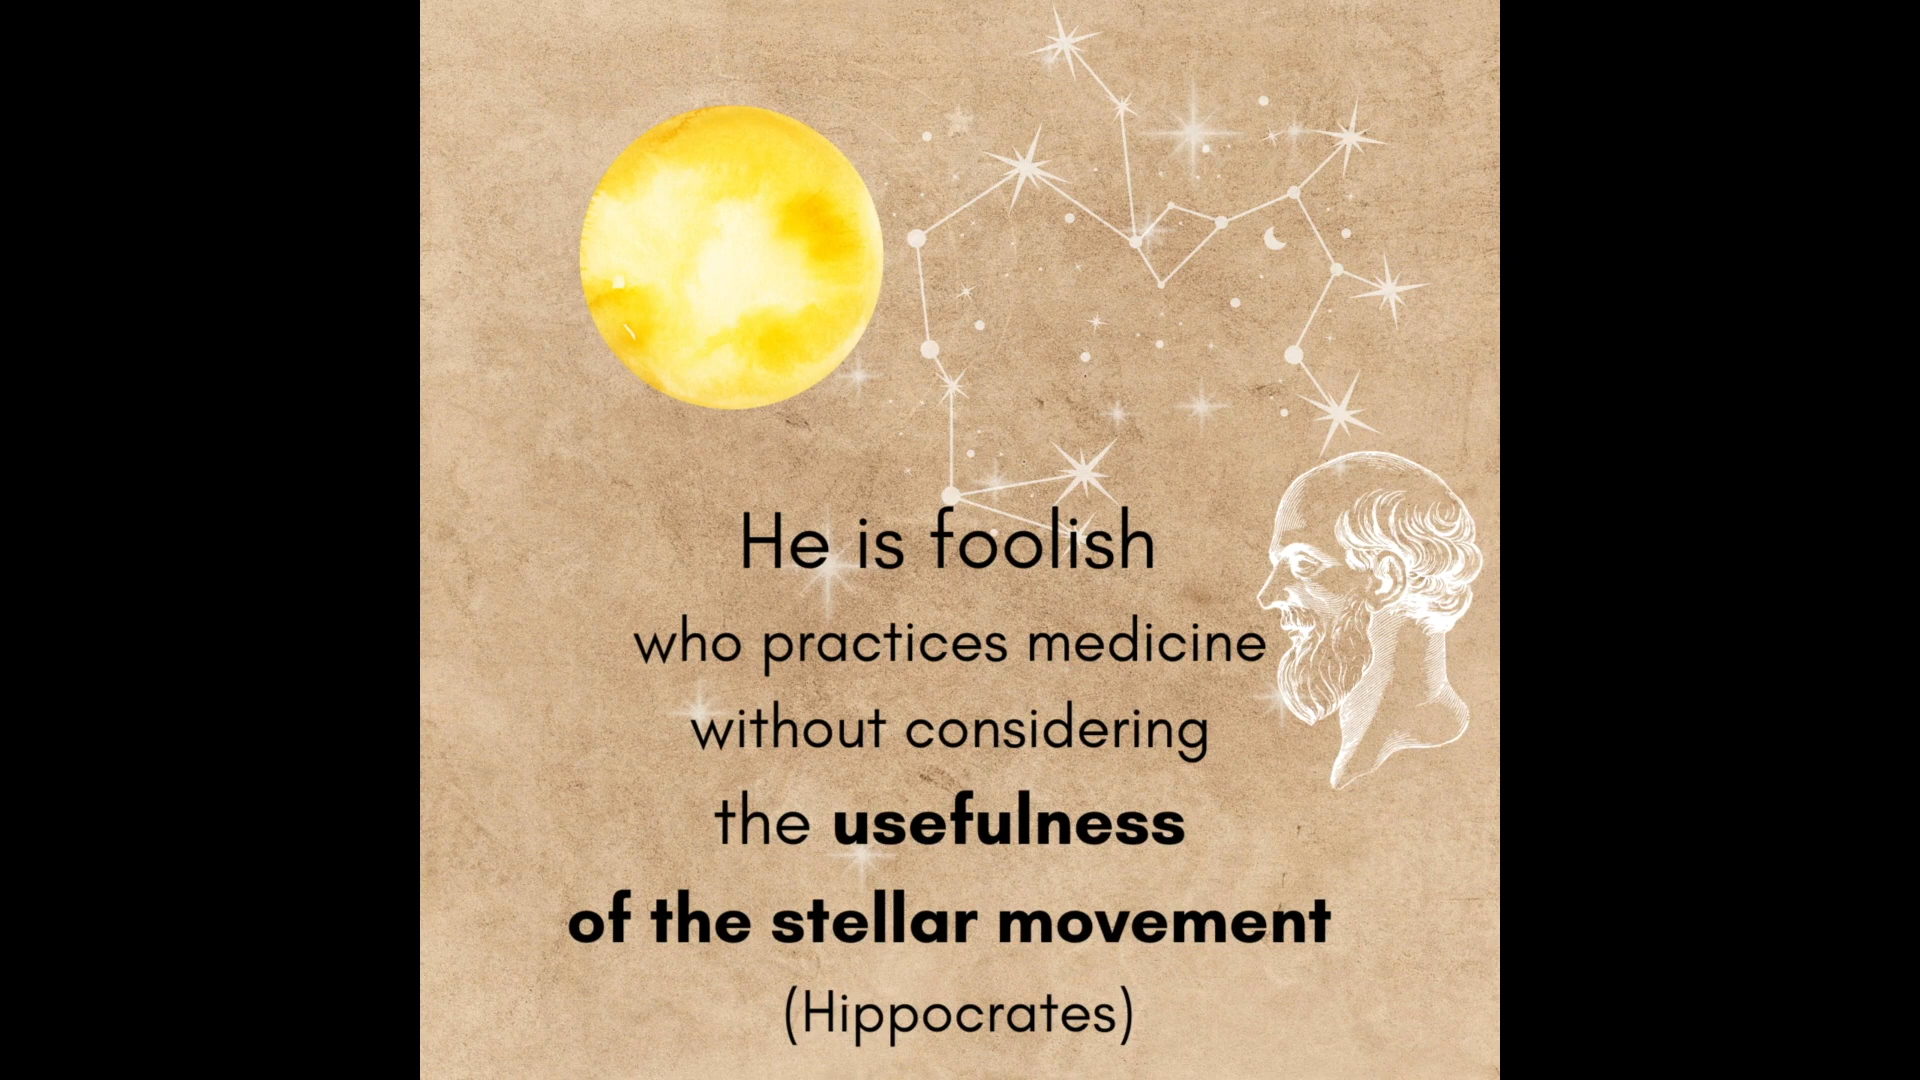 He is foolish
who practices medicine
without considering
the usefulness
of the stellar movement
(Hippocrates)